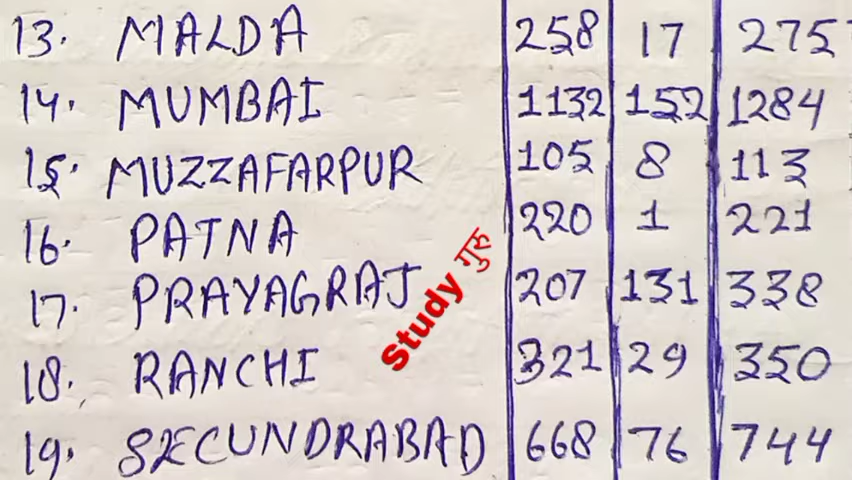 13. MALDA 258 17 275
14. MUMBAI 1132 152 1284
15. MUZZAFARPUR 105 8 113
16. PATNA 220 1 221
17. PRAYAGRAJ 207 131 338
18. RANCHI 321 29 350
19. SECUNDRABAD 668 76 744
Study गुरु